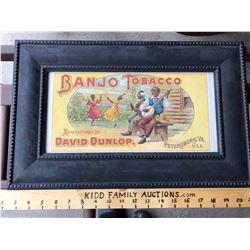 BANJO TOBACCO
MANUFACTURED BY
DAVID DUNLOP.
PETERSBURG, VA.
U.S.A.
KIDD FAMILY AUCTIONS.COM